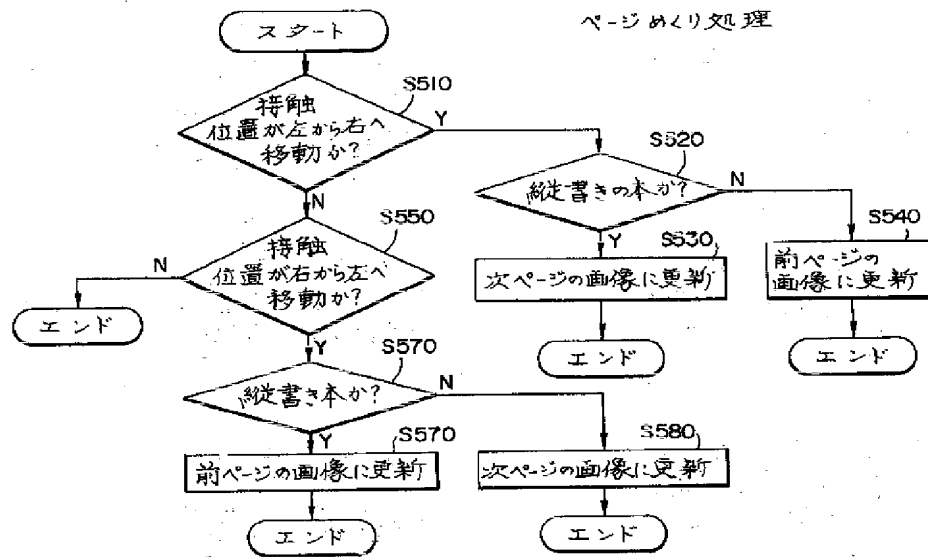 ページめくり処理
スタート
S510
接触
位置が左から右へ
移動か?
Y
N
S520
縦書きの本か?
N
Y
S530
次ページの画像に更新
エンド
S540
前ページの
画像に更新
エンド
S550
接触
位置が右から左へ
移動か?
N
エンド
Y
S570
縦書き本か?
N
Y
S570
前ページの画像に更新
エンド
S580
次ページの画像に更新
エンド